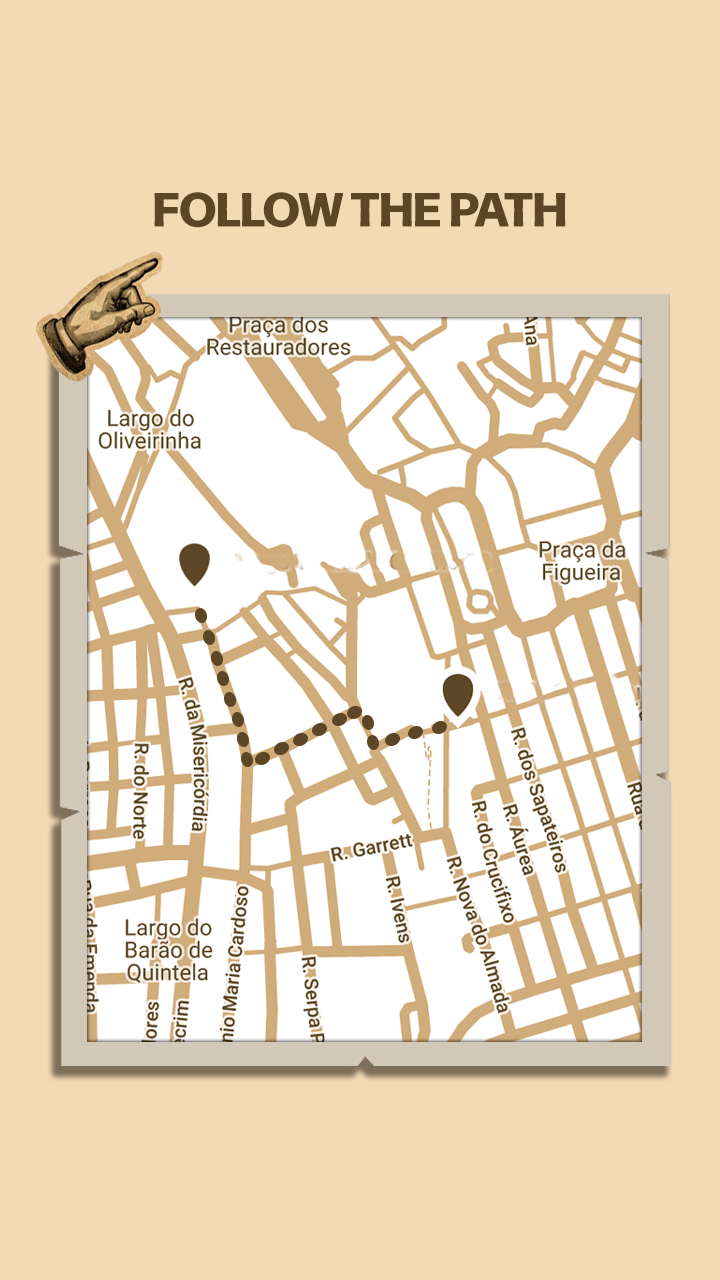 FOLLOW THE PATH
Praça dos
Restauradores
Ana
Largo do
Oliveirinha
Praça da
Figueira
R. da Misericórdia
R. do Norte
R. dos Sapateiros
R. Áurea
R. do Crucifixo
R. Garrett
R. Ivens
R. Nova do Almada
Rua da Emenda
Largo do
Barão de
Quintela
nio Maria Cardoso
R. Serpa P
lores
ecrim